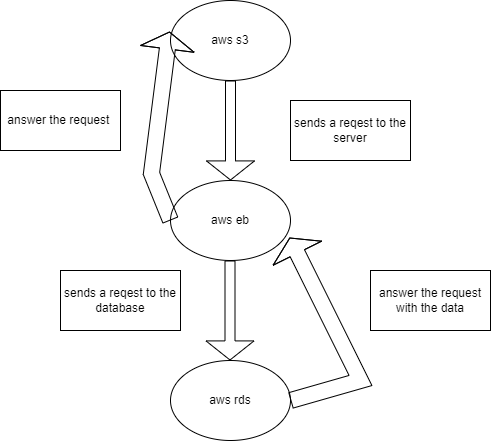 aws s3
answer the request
sends a reqest to the
server
aws eb
sends a reqest to the
database
answer the request
with the data
aws rds